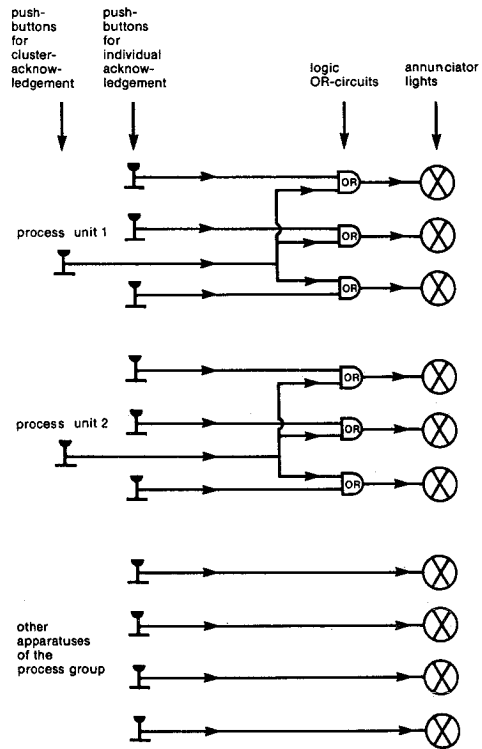 push-
buttons
for
cluster-
acknow-
ledgement
push-
buttons
for
individual
acknow-
ledgement
logic
OR-circuits
annunciator
lights
OR
process unit 1
OR
OR
OR
process unit 2
OR
OR
other
apparatuses
of the
process group